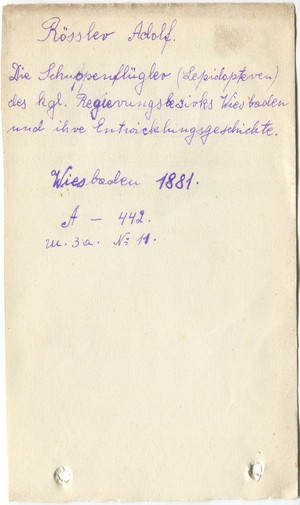 Rössler Adolf.
Die Schuppenflügler (Lepidopteren)
des kgl. Regierungsbezirks Wiesbaden
und ihre Entwicklungsgeschichte.
Wiesbaden 1881.
A - 442.
m. 3a. № 11.